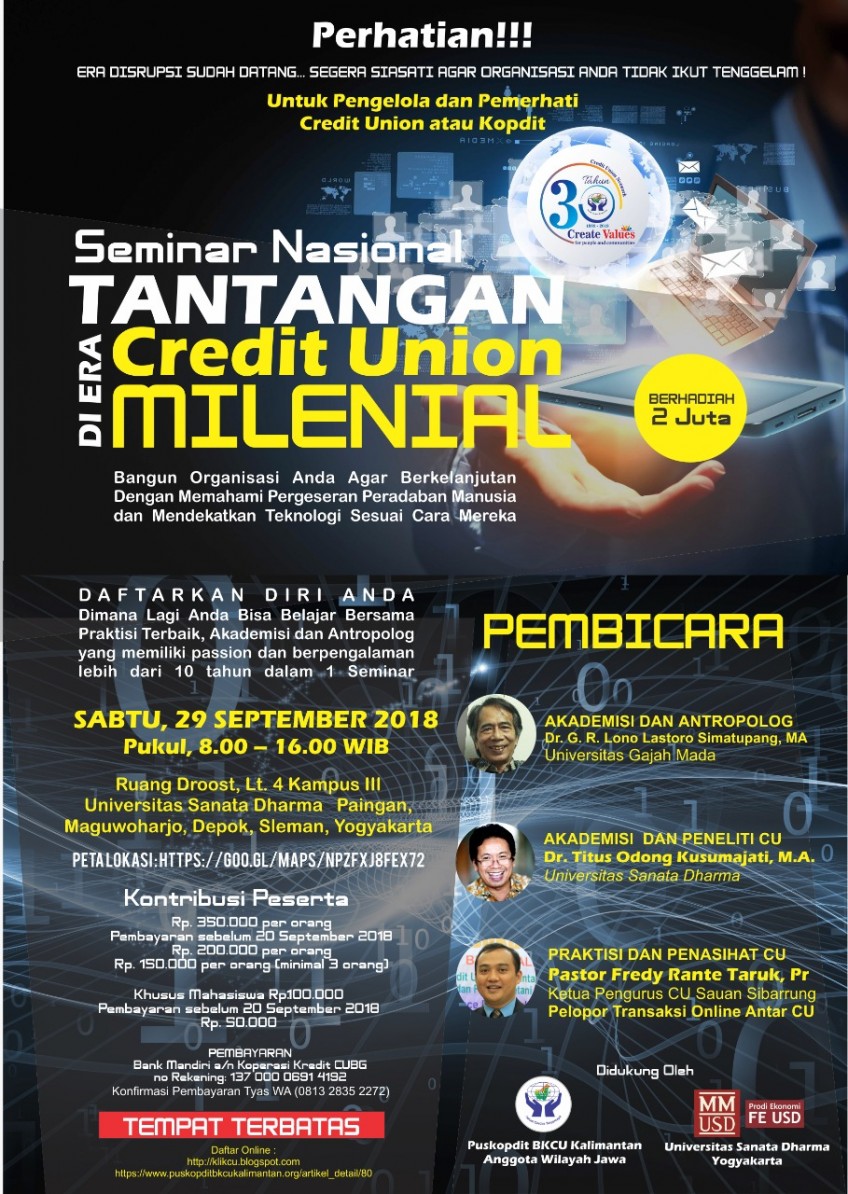 Perhatian!!!
ERA DISRUPSI SUDAH DATANG... SEGERA SIASATI AGAR ORGANISASI ANDA TIDAK IKUT TENGGELAM !
Untuk Pengelola dan Pemerhati
Credit Union atau Kopdit
Credit Union Network
30 Tahun
Create Values
for people and communities
Seminar Nasional
TANTANGAN
Credit Union
DI ERA
MILENIAL
BERHADIAH
2 Juta
Bangun Organisasi Anda Agar Berkelanjutan
Dengan Memahami Pergeseran Peradaban Manusia
dan Mendekatkan Teknologi Sesuai Cara Mereka
DAFTARKAN DIRI ANDA
Dimana Lagi Anda Bisa Belajar Bersama
Praktisi Terbaik, Akademisi dan Antropolog
yang memiliki passion dan berpengalaman
lebih dari 10 tahun dalam 1 Seminar
SABTU, 29 SEPTEMBER 2018
Pukul, 8.00 – 16.00 WIB
Ruang Droost, Lt. 4 Kampus III
Universitas Sanata Dharma Paingan,
Maguwoharjo, Depok, Sleman, Yogyakarta
PETA LOKASI:HTTPS://GOO.GL/MAPS/NPZFXJ8FEX72
Kontribusi Peserta
Rp. 350.000 per orang
Pembayaran sebelum 20 September 2018
Rp. 200.000 per orang
Rp. 150.000 per orang (minimal 3 orang)
Khusus Mahasiswa Rp.100.000
Pembayaran sebelum 20 September 2018
Rp. 50.000
PEMBAYARAN
Bank Mandiri a/n Koperasi Kredit CUBG
no Rekening: 137 000 0691 4192
Konfirmasi Pembayaran Tyas WA (0813 2835 2272)
TEMPAT TERBATAS
Daftar Online :
http://klikcu.blogspot.com
https://www.puskopditbkcukalimantan.org/artikel_detail/80
PEMBICARA
AKADEMISI DAN ANTROPOLOG
Dr. G. R. Lono Lastoro Simatupang, MA
Universitas Gajah Mada
AKADEMISI DAN PENELITI CU
Dr. Titus Odong Kusumajati, M.A.
Universitas Sanata Dharma
PRAKTISI DAN PENASIHAT CU
Pastor Fredy Rante Taruk, Pr
Ketua Pengurus CU Sauan Sibarrung
Pelopor Transaksi Online Antar CU
Didukung Oleh
Puskopdit BKCU Kalimantan
Anggota Wilayah Jawa
MM
USD
Prodi Ekonomi
FE USD
Universitas Sanata Dharma
Yogyakarta